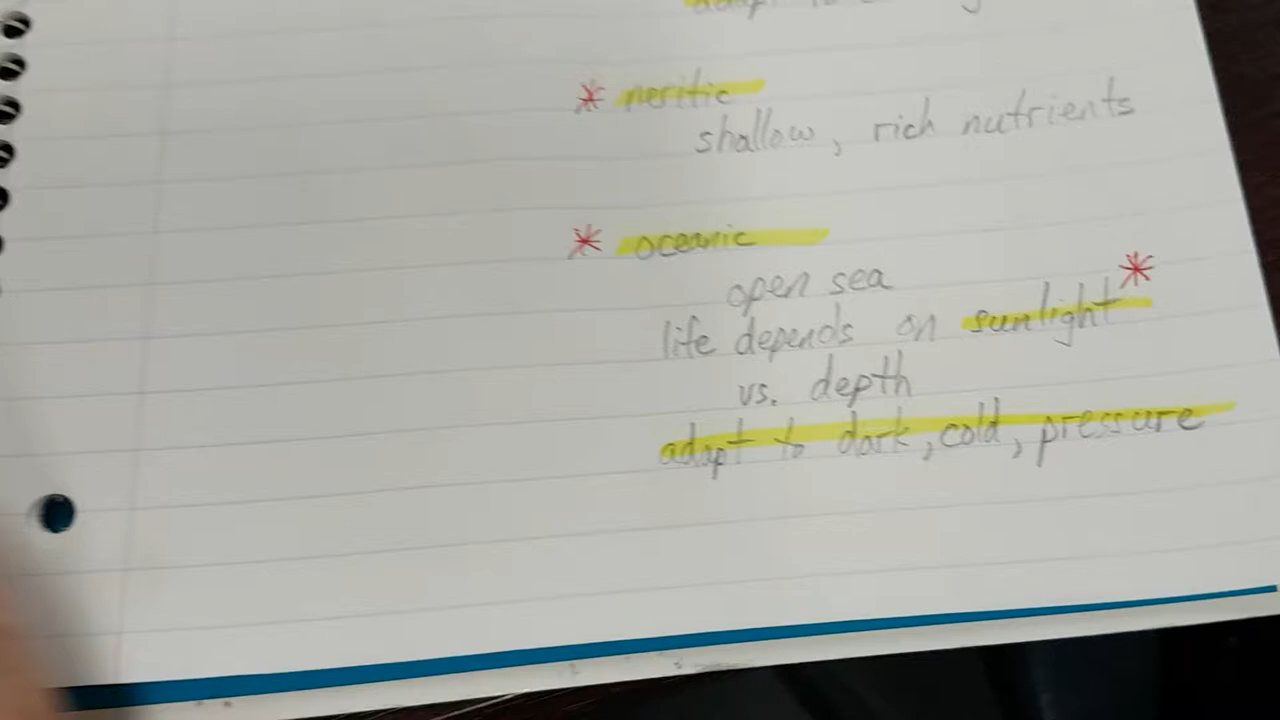 * neritic
shallow, rich nutrients
* oceanic
open sea
life depends on sunlight *
vs. depth
adapt to dark, cold, pressure